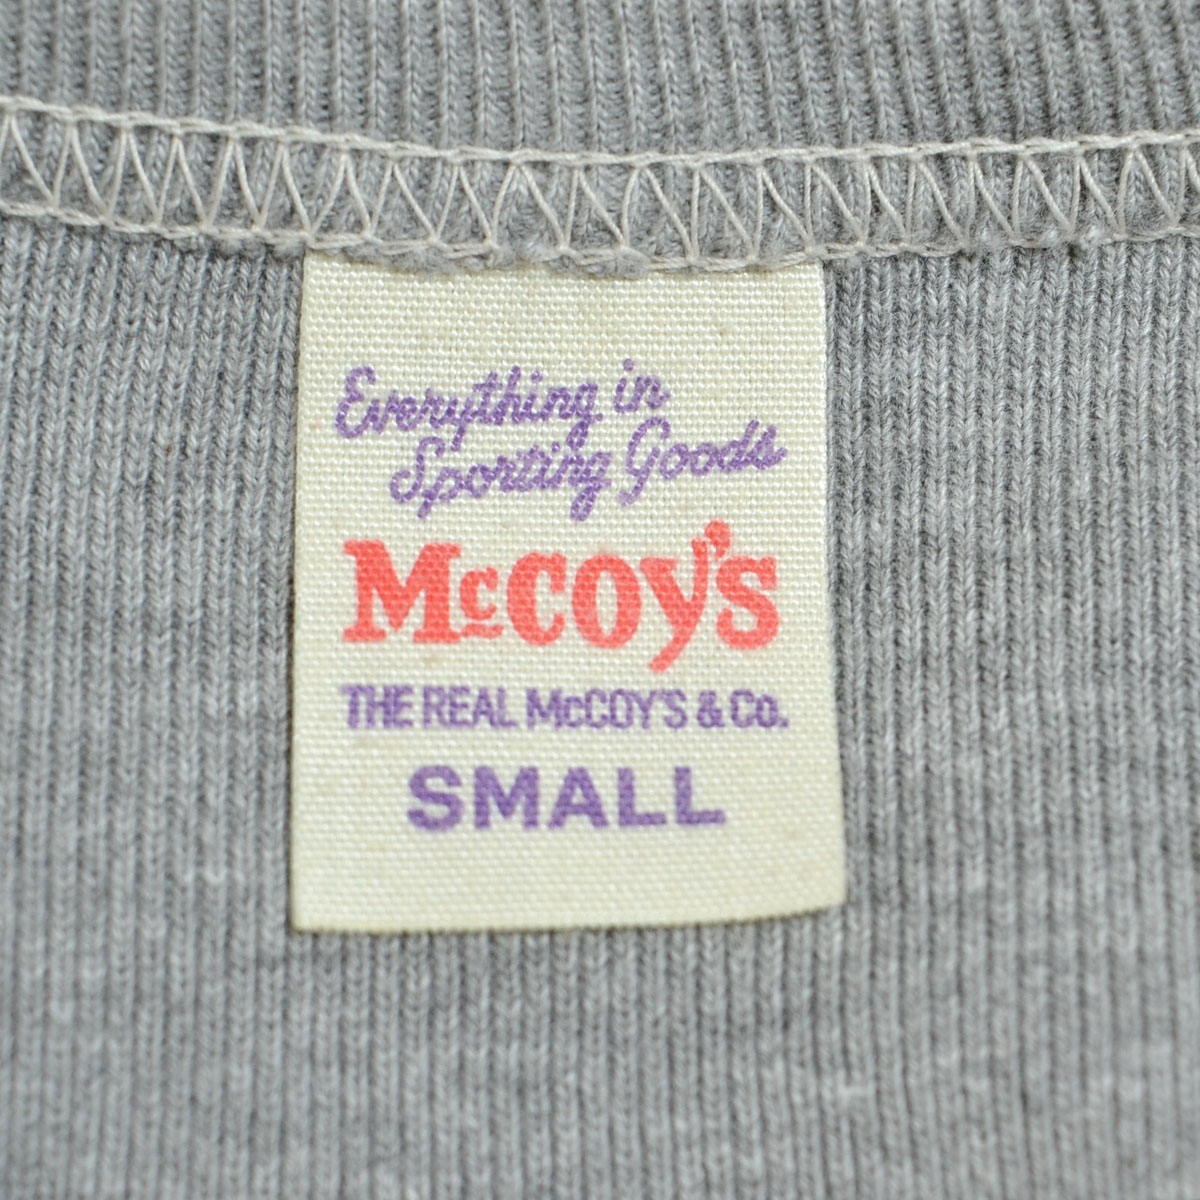 Everything in
Sporting Goods
McCOY'S
THE REAL McCOY'S & Co.
SMALL